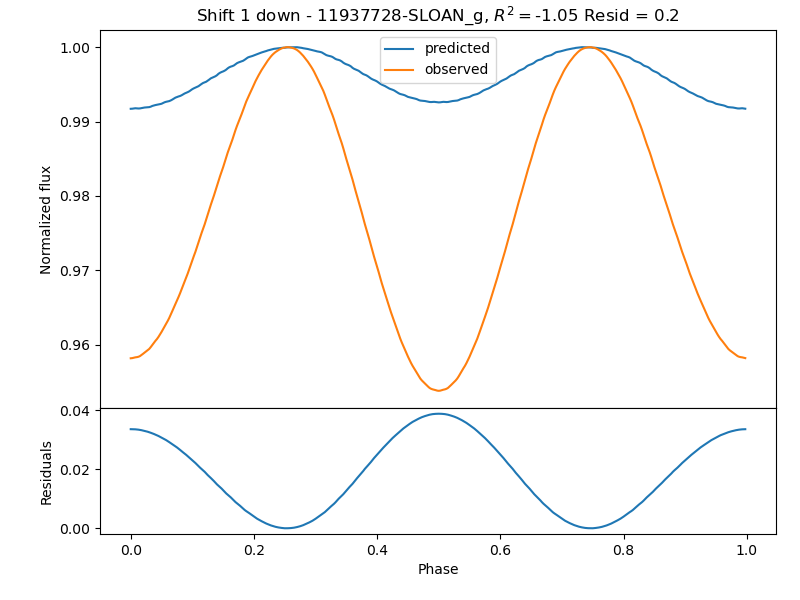 Shift 1 down - 11937728-SLOAN_g, R² = -1.05 Resid = 0.2
predicted
observed
Normalized flux
1.00
0.99
0.98
0.97
0.96
Residuals
0.04
0.02
0.00
0.0 0.2 0.4 0.6 0.8 1.0
Phase